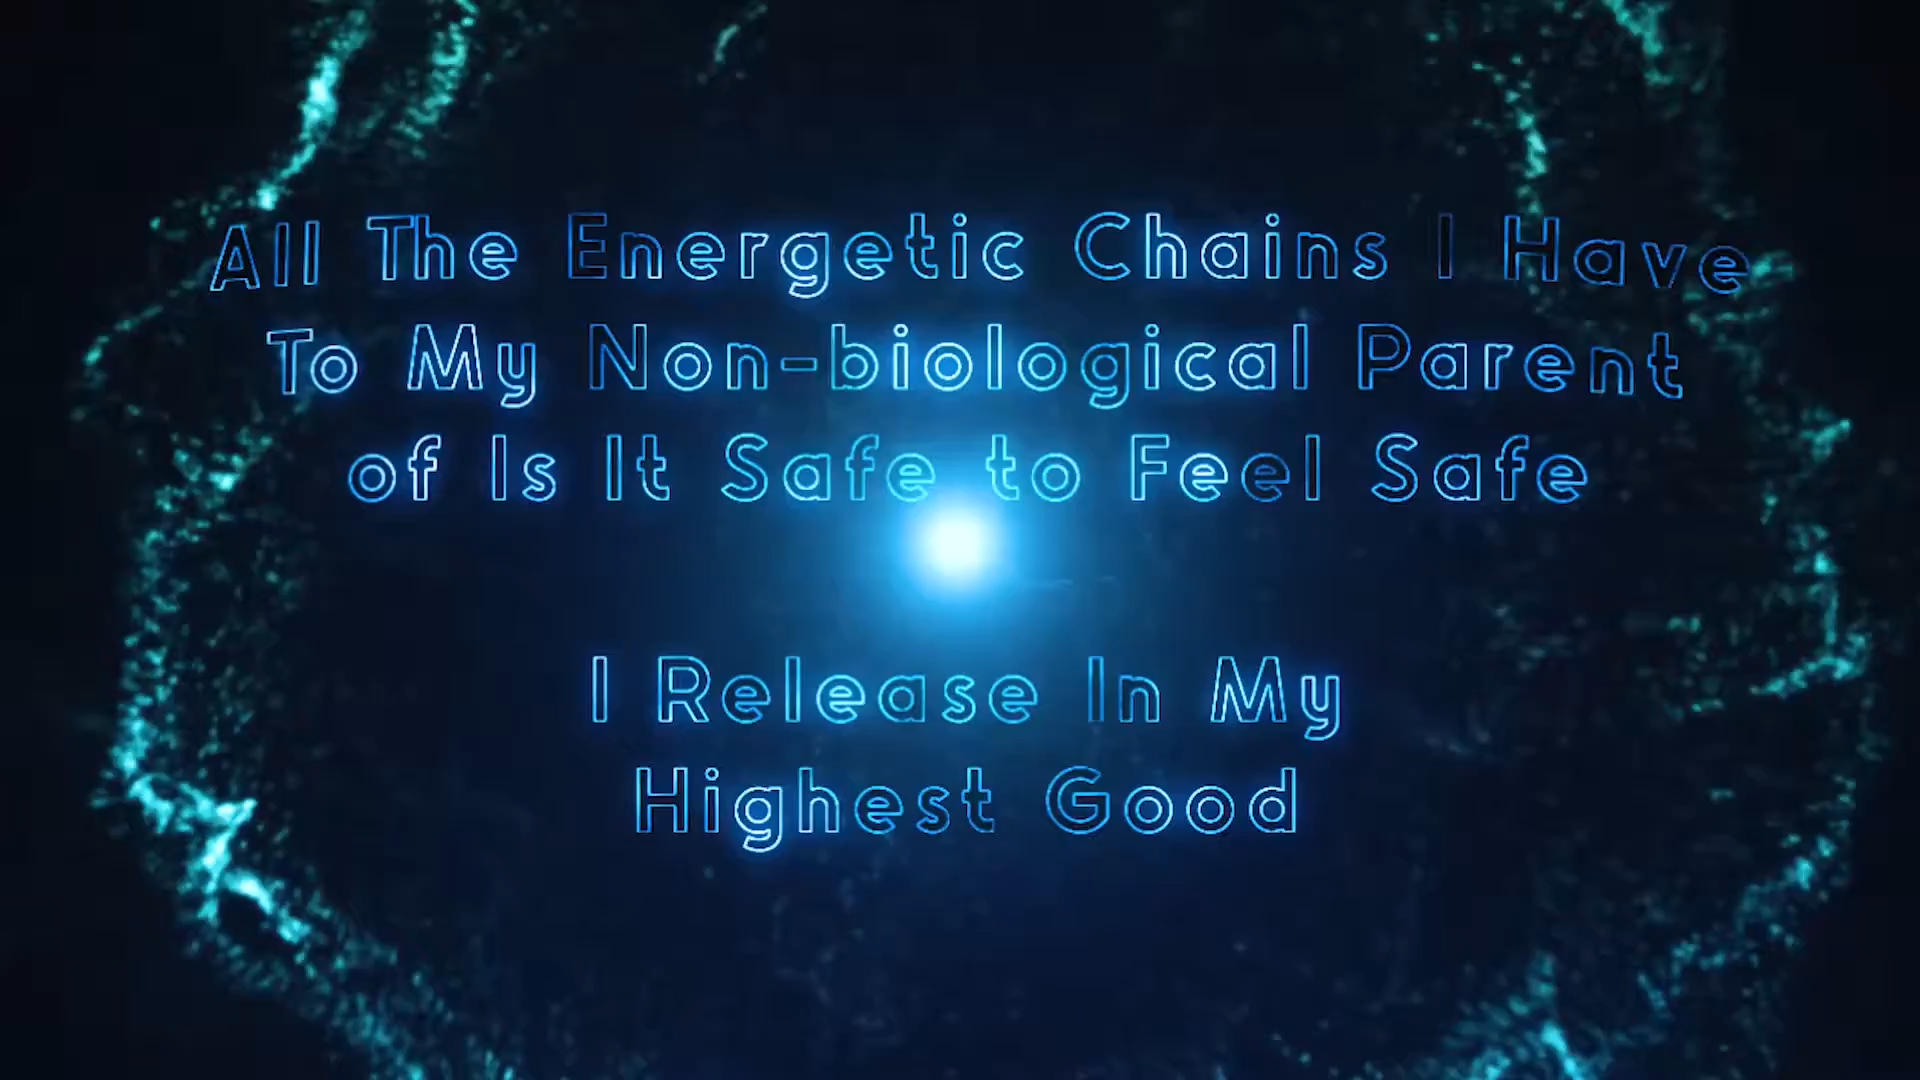 All The Energetic Chains I Have
To My Non-biological Parent
of Is It Safe to Feel Safe
I Release In My
Highest Good